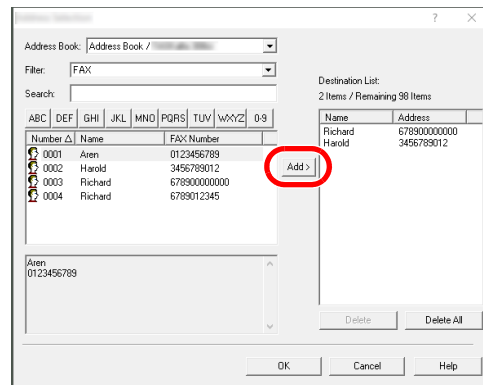 Address Book: Address Book /
Filter: FAX
Search:
ABC DEF GHI JKL MNO PQRS TUV WXYZ 0-9
Number Name FAX Number
0001 Aren 0123456789
0002 Harold 3456789012
0003 Richard 678900000000
0004 Richard 6789012345
Aren
0123456789
Add >
Destination List:
2 Items / Remaining 98 Items
Name Address
Richard 678900000000
Harold 3456789012
Delete Delete All
OK Cancel Help